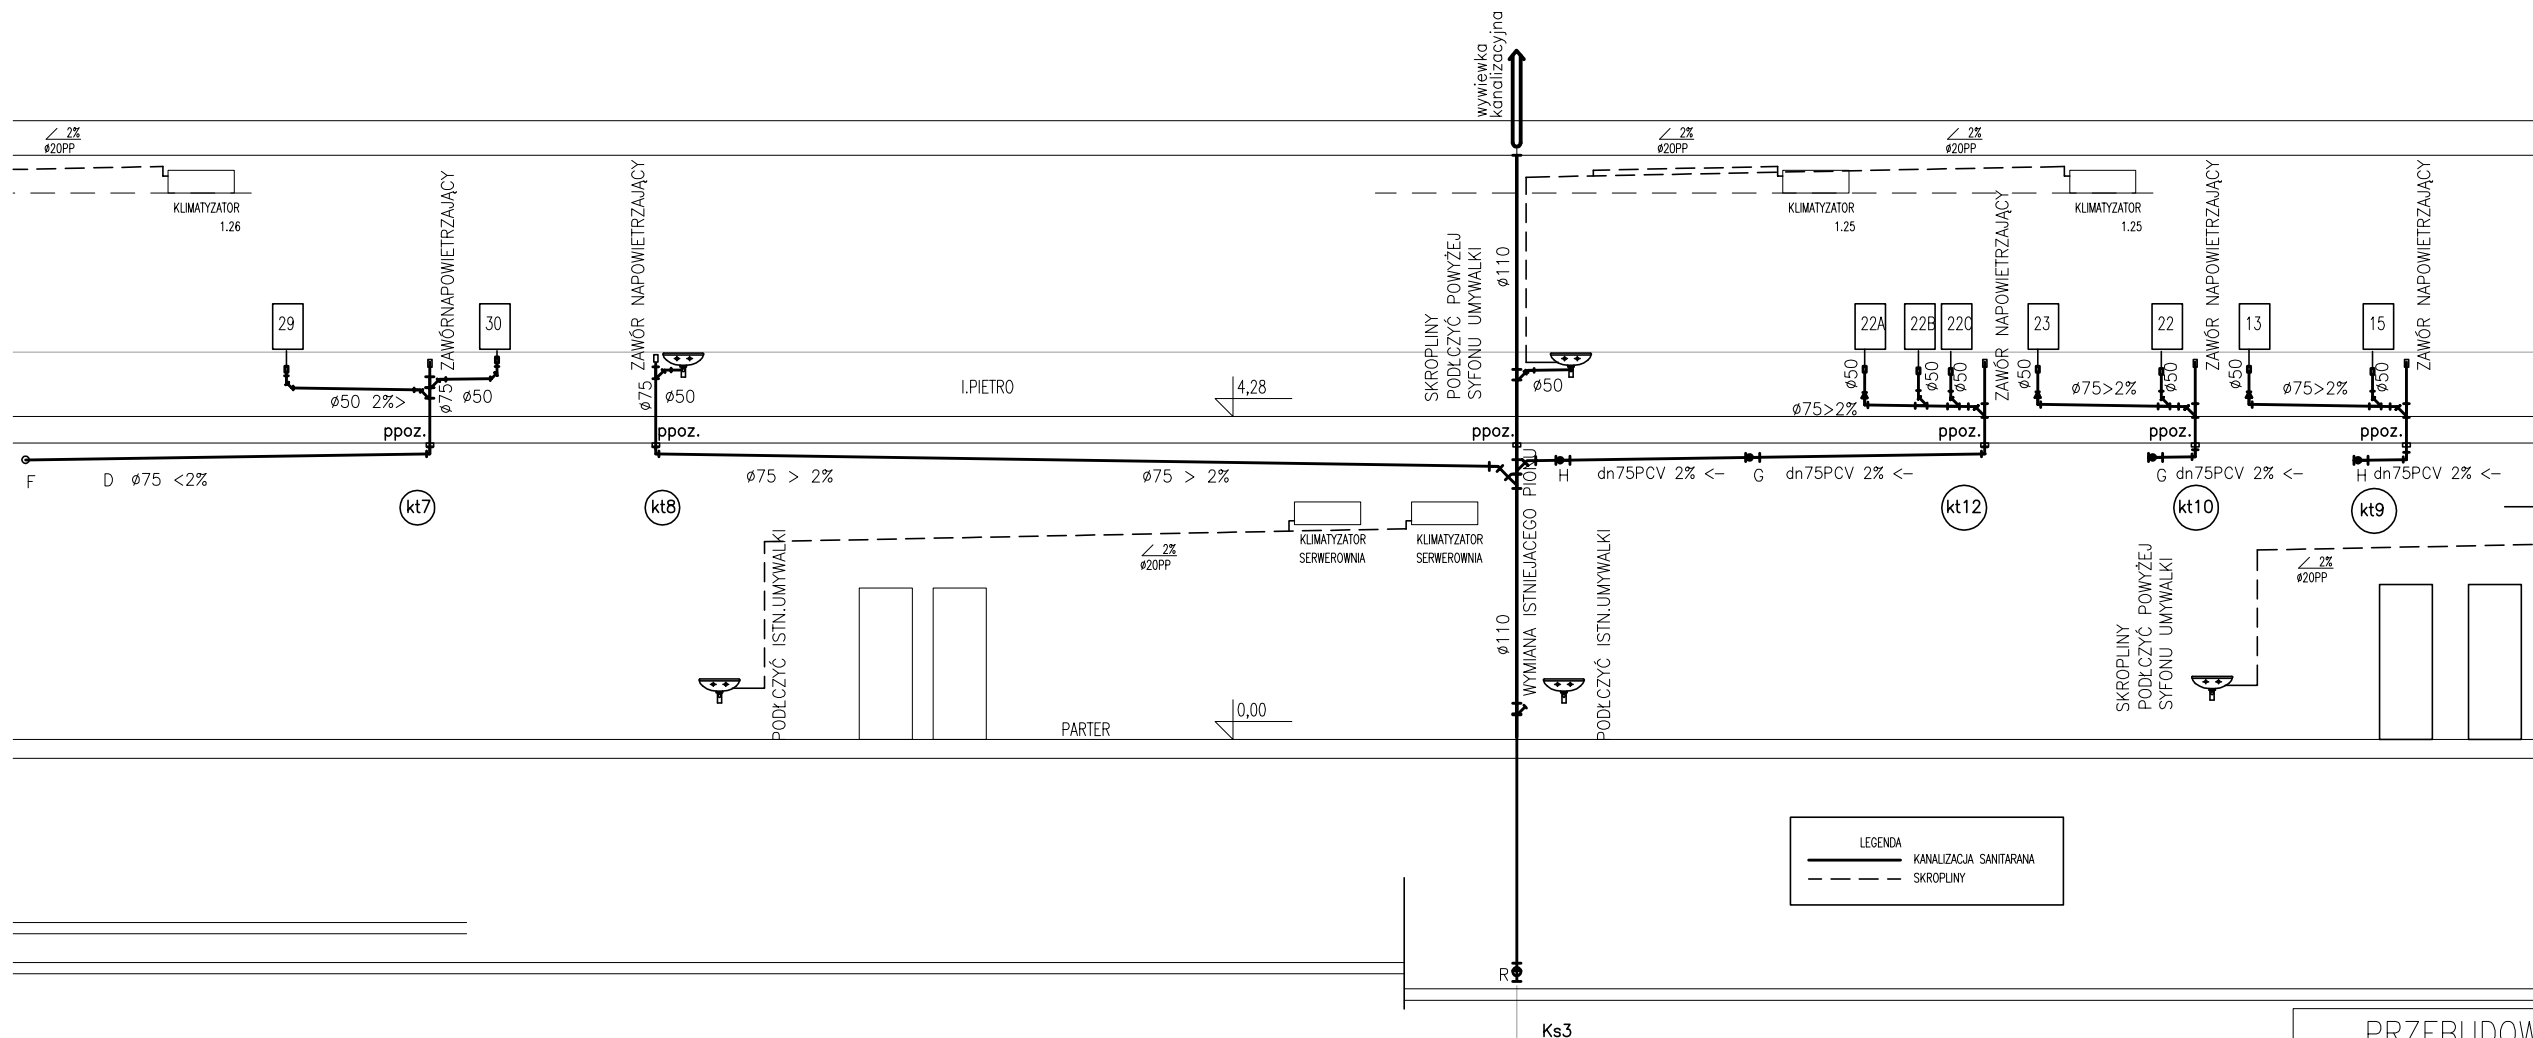 wywiewka
kanalizacyjna
2%
ø20PP
2%
ø20PP
2%
ø20PP
KLIMATYZATOR
1.26
KLIMATYZATOR
1.25
KLIMATYZATOR
1.25
ZAWÓRNAPOWIETRZAJĄCY
ZAWÓR NAPOWIETRZAJĄCY
SKROPLINY
PODŁCZYĆ POWYŻEJ
SYFONU UMYWALKI
ø110
ZAWÓR NAPOWIETRZAJĄCY
ZAWÓR NAPOWIETRZAJĄCY
ZAWÓR NAPOWIETRZAJĄCY
29
30
22A
22B
22C
23
22
13
15
ø50 2%>
ø75
ø50
ø75
ø50
I.PIETRO
4,28
ø50
ø50
ø50
ø50
ø75>2%
ø50
ø75>2%
ø50
ø50
ø75>2%
ø50
ppoz.
ppoz.
ppoz.
ppoz.
ppoz.
ppoz.
F
D
ø75 <2%
ø75 > 2%
ø75 > 2%
H
dn75PCV 2% <-
G
dn75PCV 2% <-
G
dn75PCV 2% <-
H
dn75PCV 2% <-
kt7
kt8
kt12
kt10
kt9
PODŁCZYĆ ISTN.UMYWALKI
2%
ø20PP
KLIMATYZATOR
SERWEROWNIA
KLIMATYZATOR
SERWEROWNIA
ø110
WYMIANA ISTNIEJACEGO PIONU
PODŁCZYĆ ISTN.UMYWALKI
SKROPLINY
PODŁCZYĆ POWYŻEJ
SYFONU UMYWALKI
2%
ø20PP
PARTER
0,00
LEGENDA
KANALIZACJA SANITARANA
SKROPLINY
R
Ks3
PRZEBUDOW